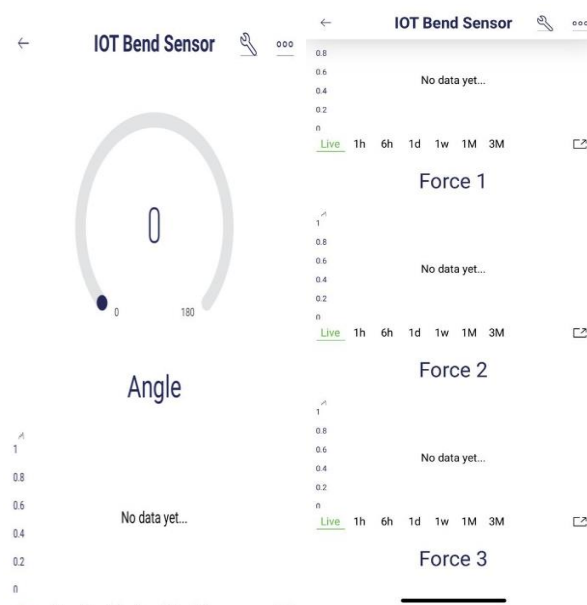 IOT Bend Sensor
0
0 180
Angle
1
0.8
0.6
No data yet...
0.4
0.2
0
IOT Bend Sensor
0.8
0.6
No data yet...
0.4
0.2
0
Live 1h 6h 1d 1w 1M 3M
Force 1
1
0.8
0.6
No data yet...
0.4
0.2
0
Live 1h 6h 1d 1w 1M 3M
Force 2
1
0.8
0.6
No data yet...
0.4
0.2
0
Live 1h 6h 1d 1w 1M 3M
Force 3